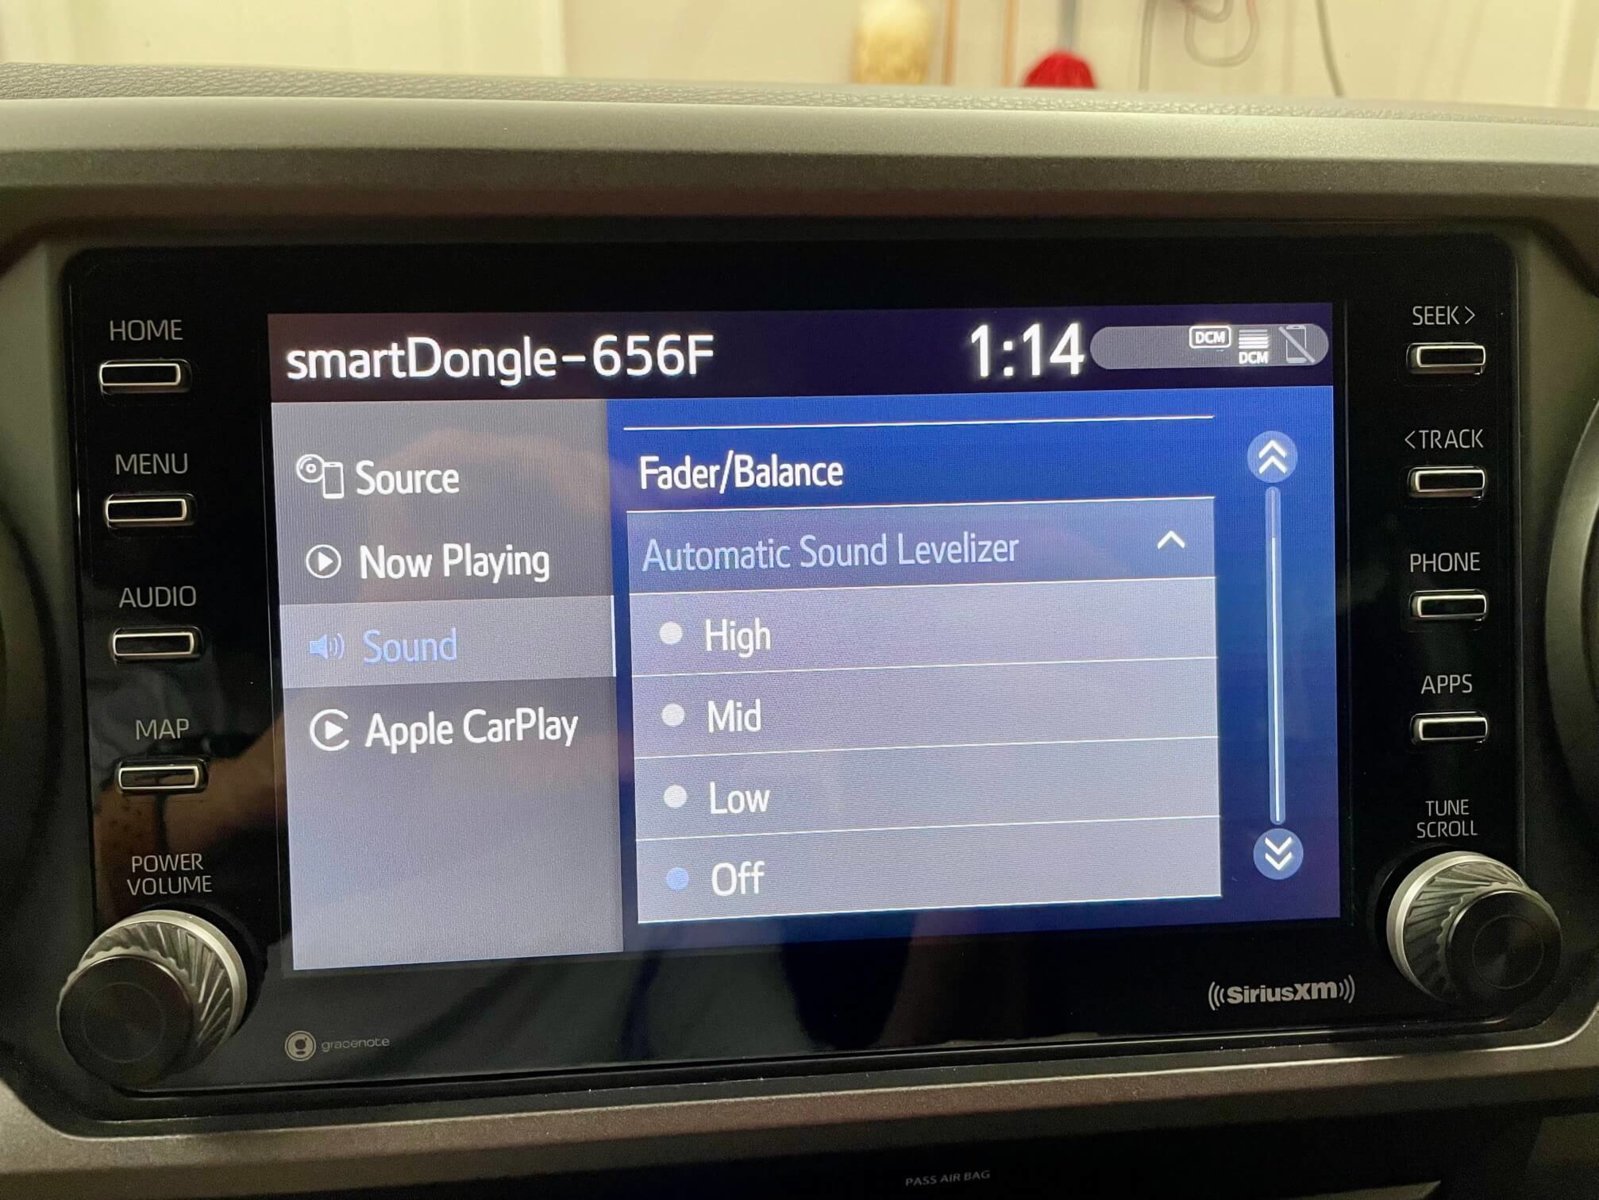 HOME
MENU
AUDIO
MAP
POWER
VOLUME
smartDongle-656F
1:14
DCM
DCM
Source
Now Playing
Sound
Apple CarPlay
Fader/Balance
Automatic Sound Levelizer
High
Mid
Low
Off
SEEK>
<TRACK
PHONE
APPS
TUNE
SCROLL
gracenote
SiriusXM
PASS AIR BAG